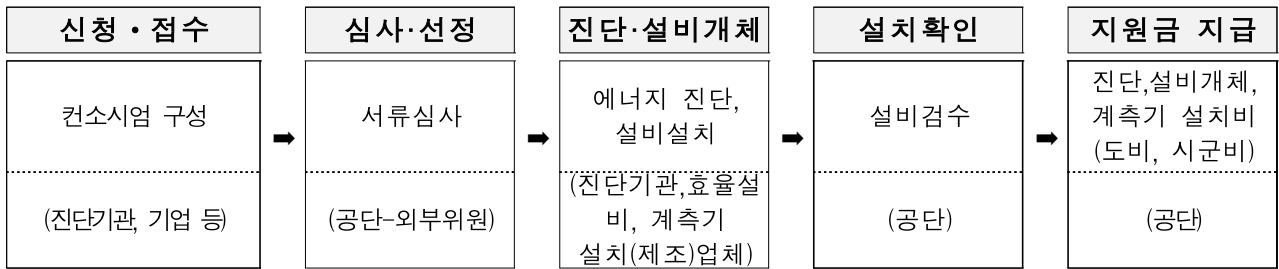 신청·접수
심사·선정
진단·설비개체
설치확인
지원금 지급
컨소시엄 구성
(진단기관, 기업 등)
➡
서류심사
(공단-외부위원)
➡
에너지 진단,
설비설치
(진단기관,효율설
비, 계측기
설치(제조)업체)
➡
설비검수
(공단)
➡
진단,설비개체,
계측기 설치비
(도비, 시군비)
(공단)